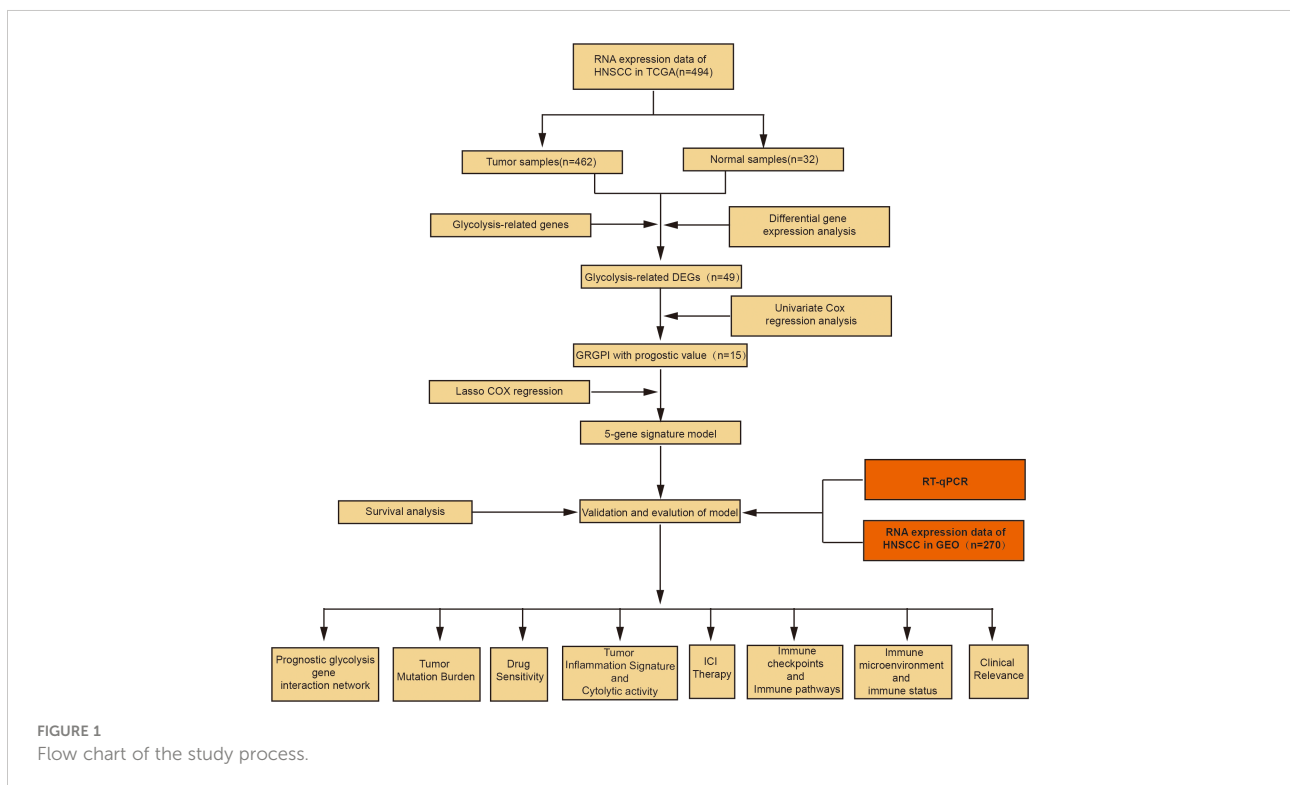 RNA expression data of
HNSCC in TCGA(n=494)
Tumor samples(n=462)
Normal samples(n=32)
Glycolysis-related genes
Differential gene
expression analysis
Glycolysis-related DEGs（n=49）
Univariate Cox
regression analysis
GRGPI with progostic value（n=15）
Lasso COX regression
5-gene signature model
RT-qPCR
Survival analysis
Validation and evalution of model
RNA expression data of
HNSCC in GEO（n=270）
Prognostic glycolysis
gene
interaction network
Tumor
Mutation Burden
Drug
Sensitivity
Tumor
Inflammation Signature
and
Cytolytic activity
ICI
Therapy
Immune
checkpoints
and
Immune pathways
Immune
microenvironment
and
immune status
Clinical
Relevance
FIGURE 1
Flow chart of the study process.